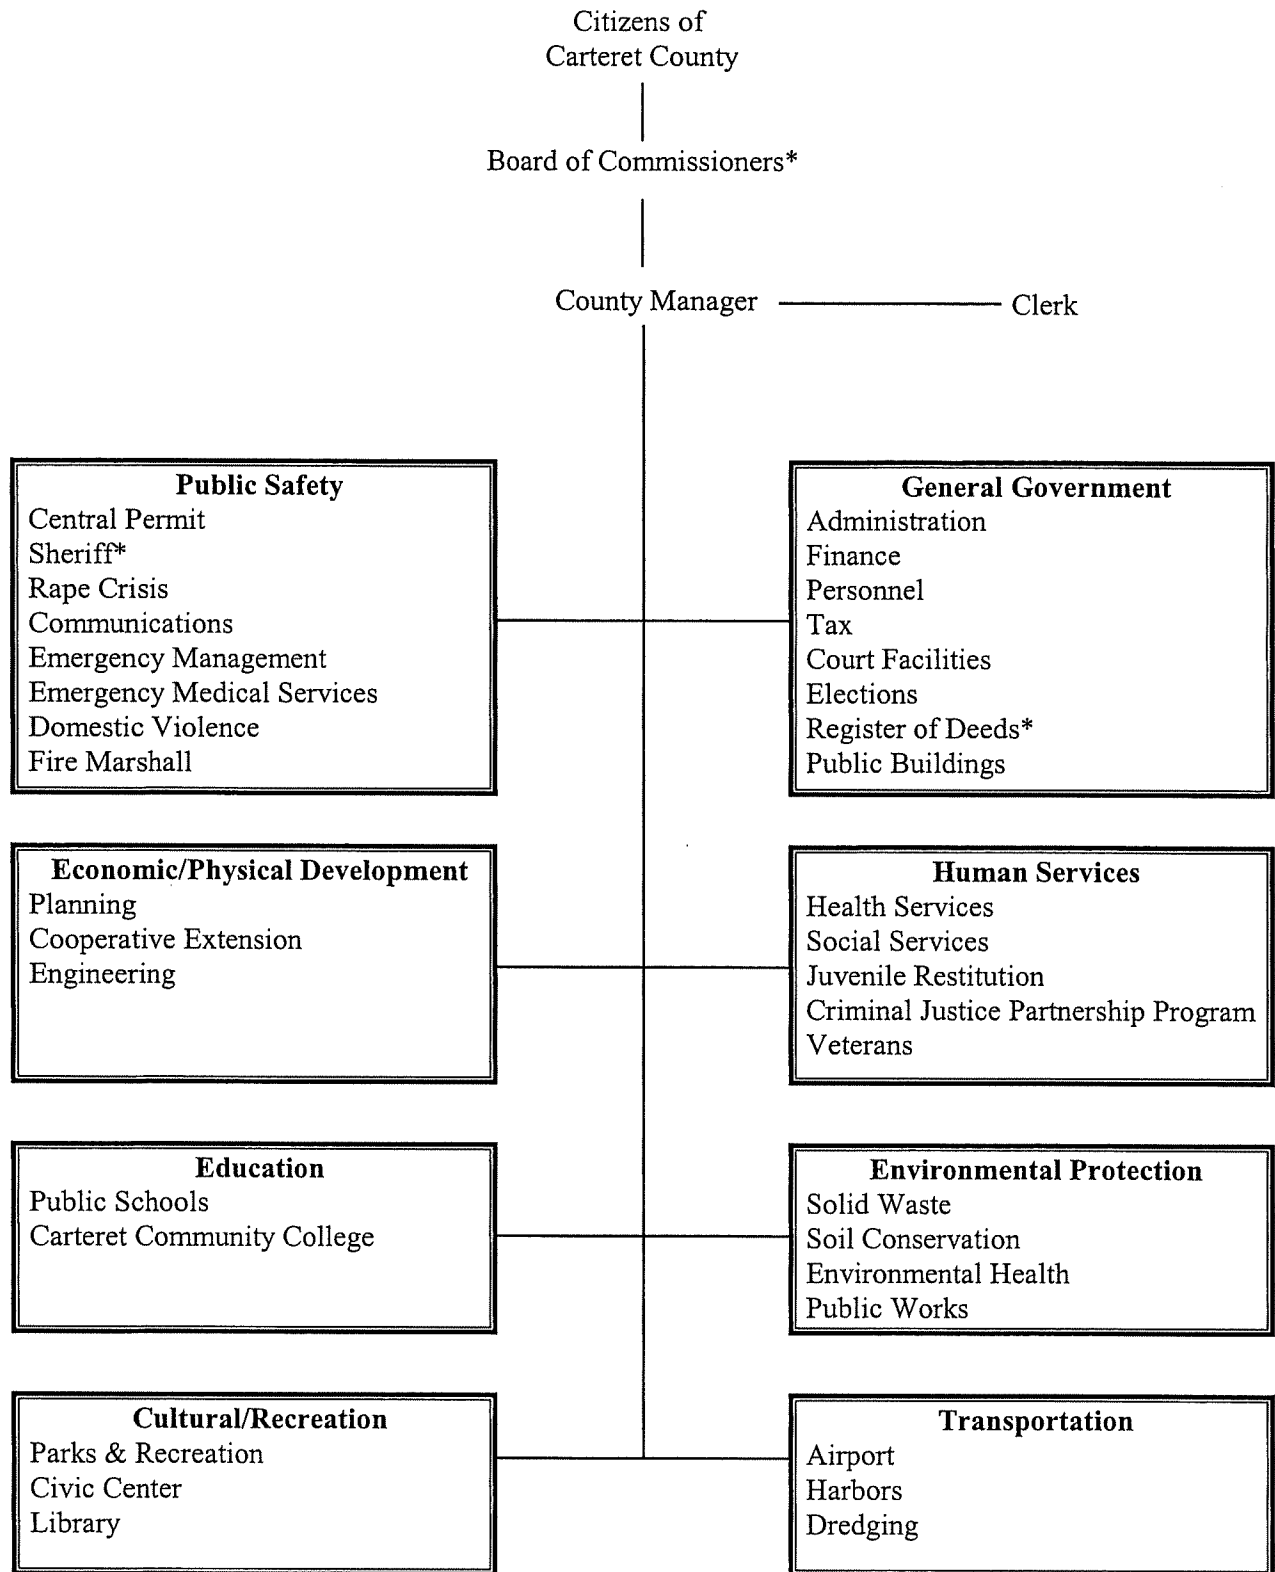 Citizens of
Carteret County
Board of Commissioners*
County Manager
Clerk
Public Safety
Central Permit
Sheriff*
Rape Crisis
Communications
Emergency Management
Emergency Medical Services
Domestic Violence
Fire Marshall
General Government
Administration
Finance
Personnel
Tax
Court Facilities
Elections
Register of Deeds*
Public Buildings
Economic/Physical Development
Planning
Cooperative Extension
Engineering
Human Services
Health Services
Social Services
Juvenile Restitution
Criminal Justice Partnership Program
Veterans
Education
Public Schools
Carteret Community College
Environmental Protection
Solid Waste
Soil Conservation
Environmental Health
Public Works
Cultural/Recreation
Parks & Recreation
Civic Center
Library
Transportation
Airport
Harbors
Dredging